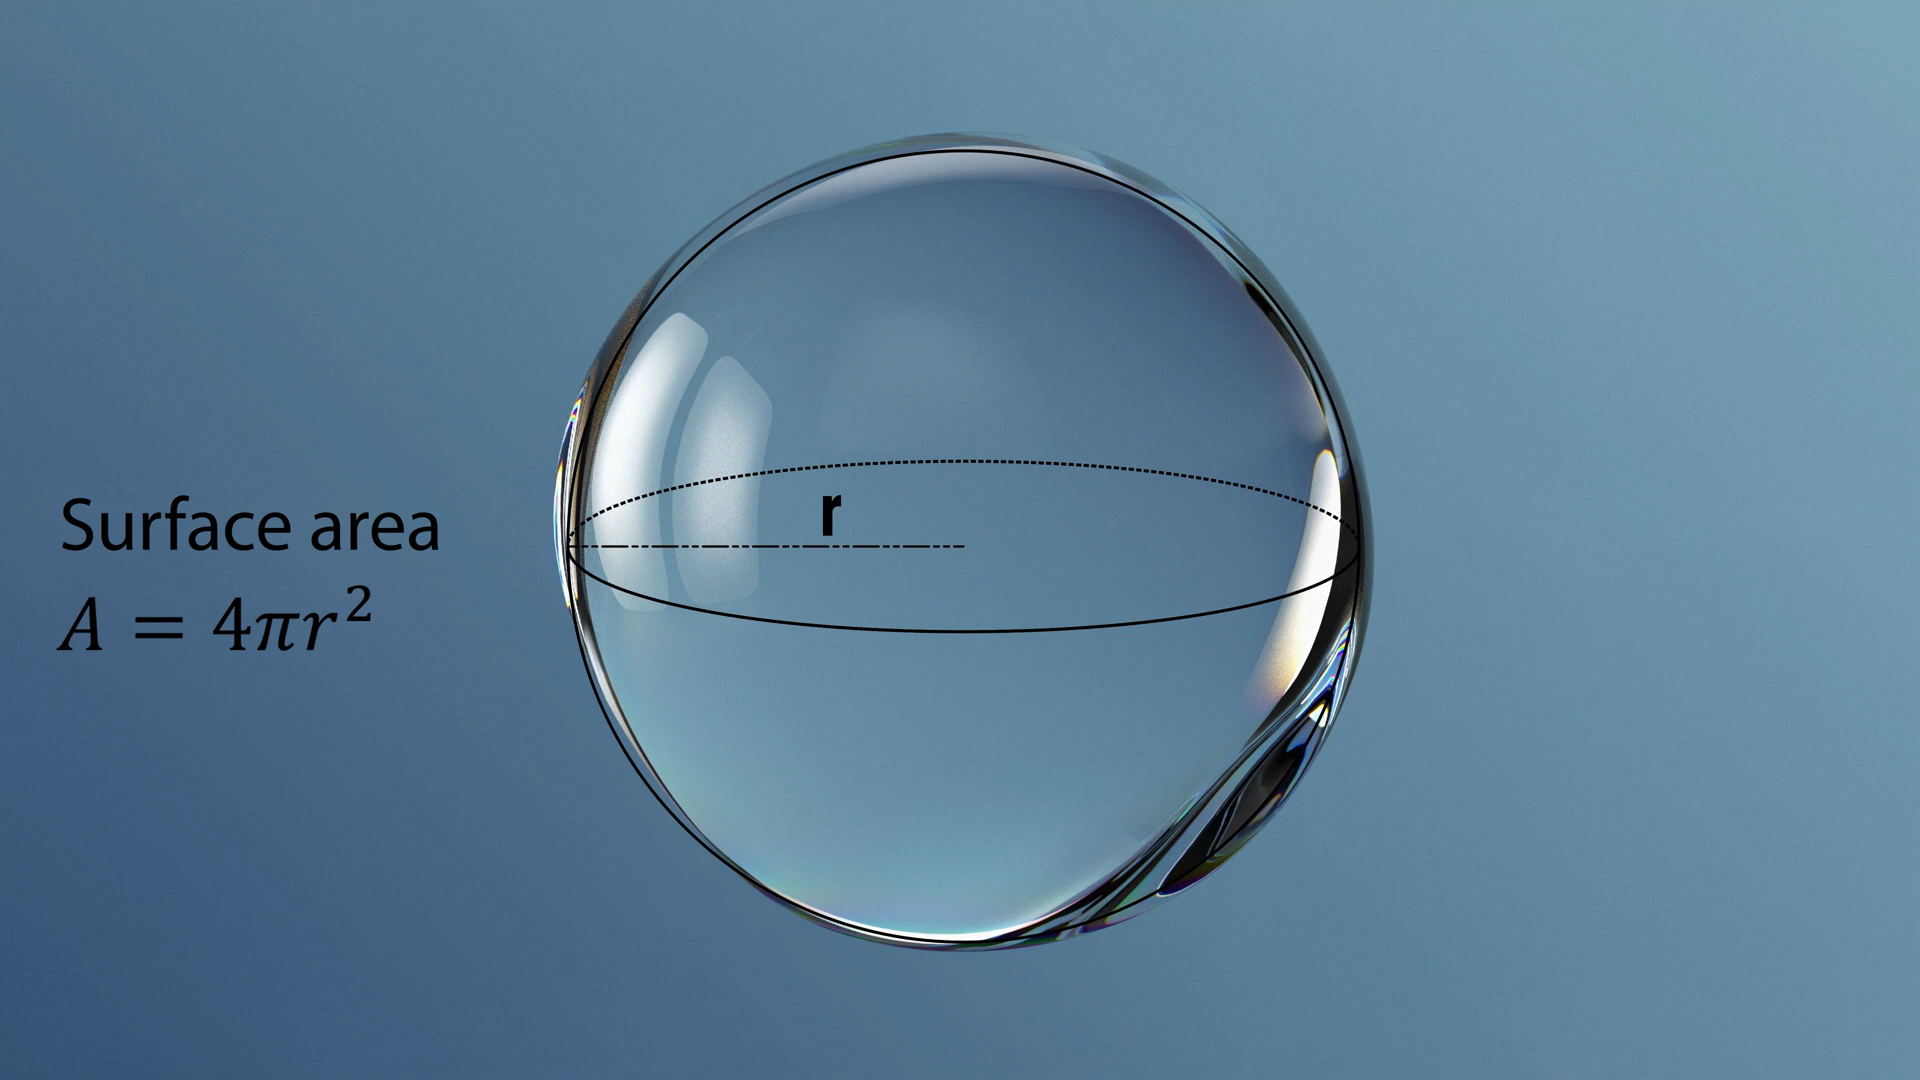 r
Surface area
A = 4πr²